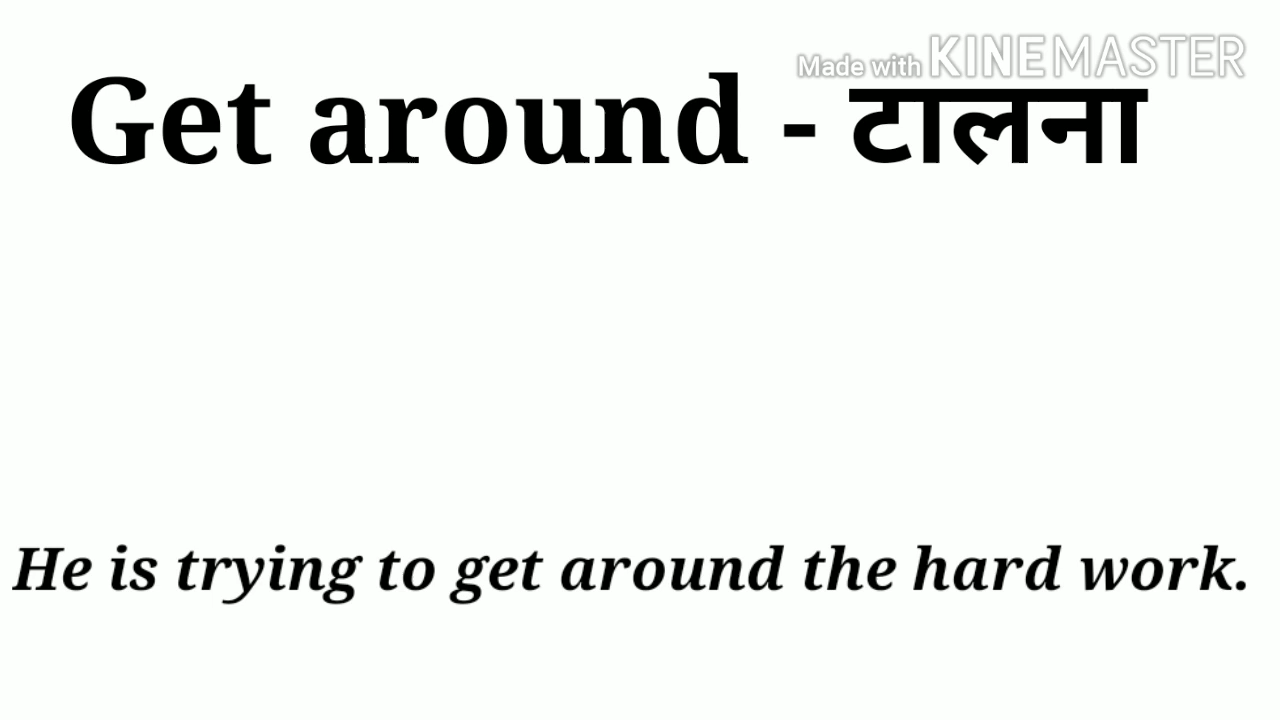 Made with KINEMASTER
Get around - टालना
He is trying to get around the hard work.